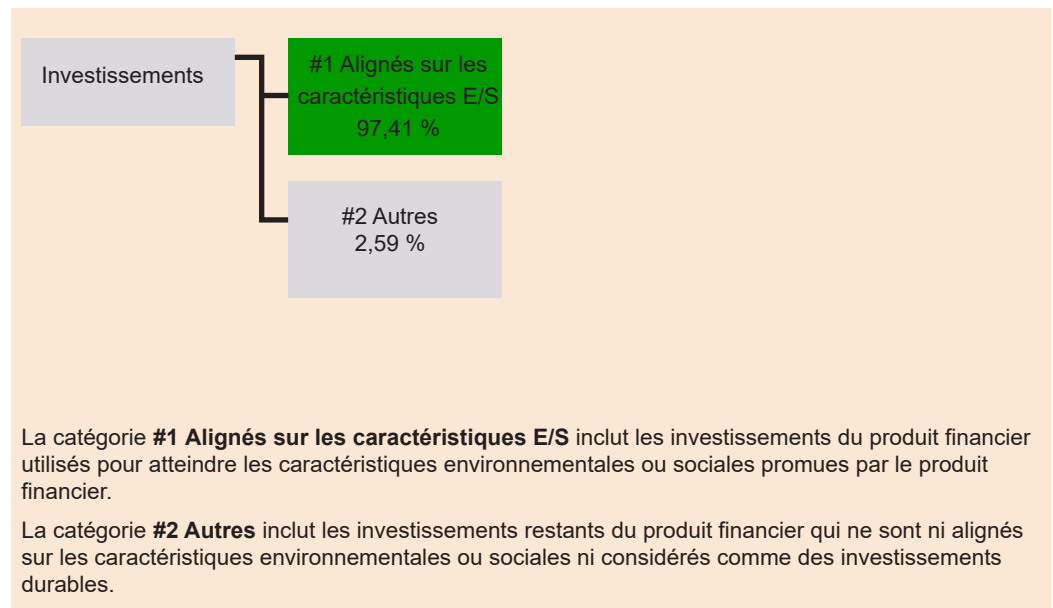 Investissements
#1 Alignés sur les
caractéristiques E/S
97,41 %
#2 Autres
2,59 %
La catégorie #1 Alignés sur les caractéristiques E/S inclut les investissements du produit financier
utilisés pour atteindre les caractéristiques environnementales ou sociales promues par le produit
financier.
La catégorie #2 Autres inclut les investissements restants du produit financier qui ne sont ni alignés
sur les caractéristiques environnementales ou sociales ni considérés comme des investissements
durables.